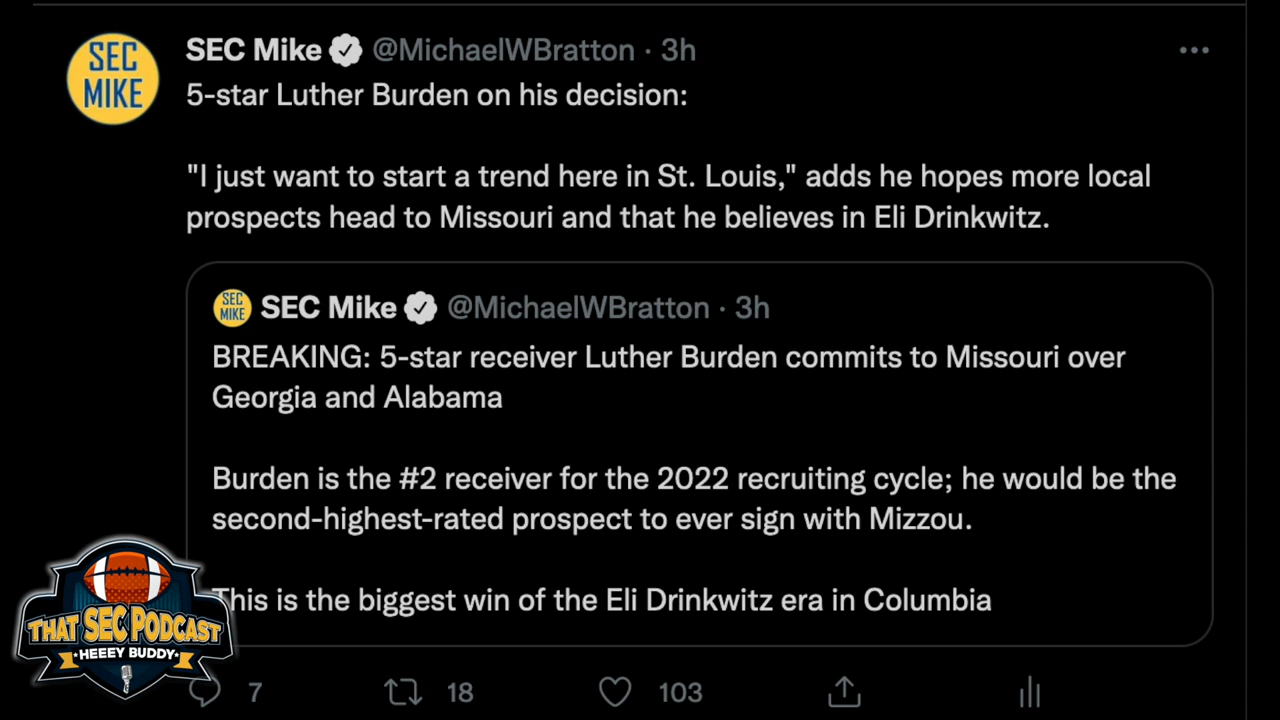 SEC
MIKE
SEC Mike @MichaelWBratton · 3h
5-star Luther Burden on his decision:
"I just want to start a trend here in St. Louis," adds he hopes more local
prospects head to Missouri and that he believes in Eli Drinkwitz.
SEC
MIKE
SEC Mike @MichaelWBratton · 3h
BREAKING: 5-star receiver Luther Burden commits to Missouri over
Georgia and Alabama
Burden is the #2 receiver for the 2022 recruiting cycle; he would be the
second-highest-rated prospect to ever sign with Mizzou.
This is the biggest win of the Eli Drinkwitz era in Columbia
THAT SEC PODCAST
HEEEY BUDDY
7 18 103